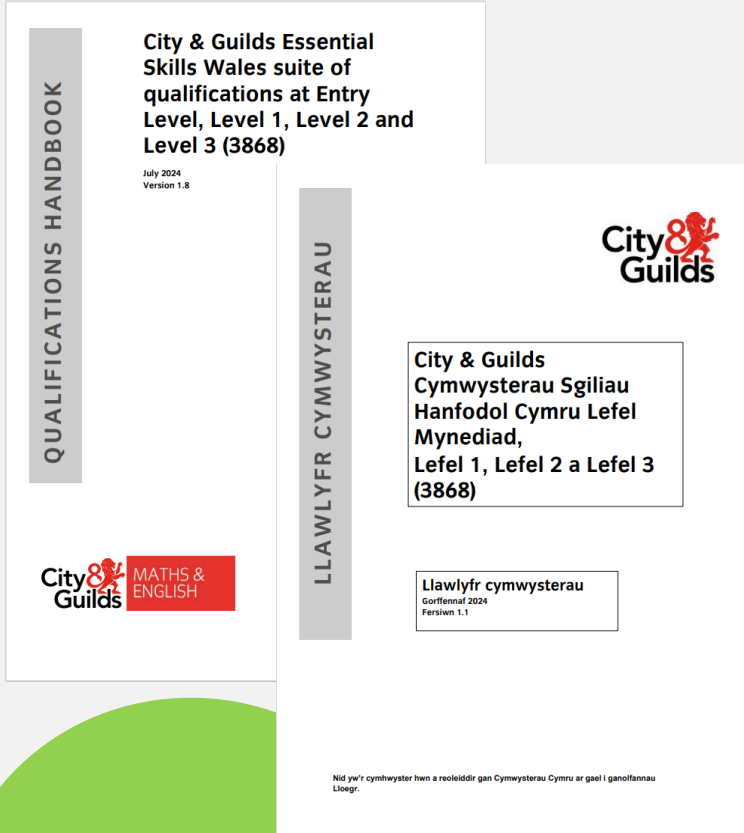 City & Guilds Essential
Skills Wales suite of
qualifications at Entry
Level, Level 1, Level 2 and
Level 3 (3868)
July 2024
Version 1.8
QUALIFICATIONS HANDBOOK
City &
Guilds
MATHS &
ENGLISH
LLAWLYFR CYMWYSTERAU
City &
Guilds
City & Guilds
Cymwysterau Sgiliau
Hanfodol Cymru Lefel
Mynediad,
Lefel 1, Lefel 2 a Lefel 3
(3868)
Llawlyfr cymwysterau
Gorffennaf 2024
Fersiwn 1.1
Nid yw'r cymhwyster hwn a reoleiddir gan Cymwysterau Cymru ar gael i ganolfannau
Lloegr.